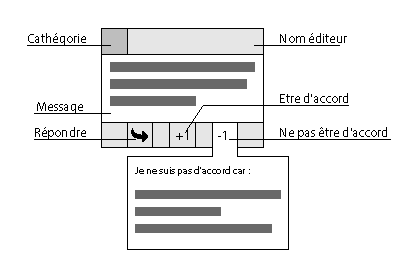 Cathégorie
Nom éditeur
Message
Etre d'accord
Répondre
+1
-1
Ne pas être d'accord
Je ne suis pas d'accord car :